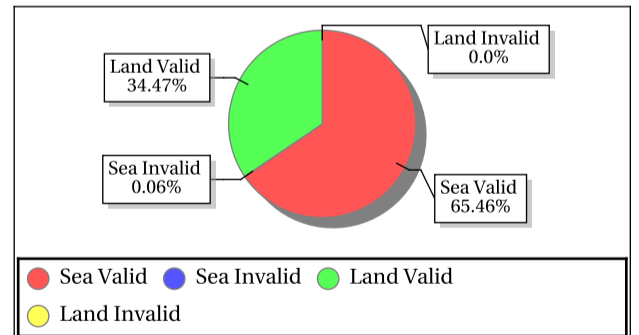 Land Invalid
0.0%
Land Valid
34.47%
Sea Invalid
0.06%
Sea Valid
65.46%
Sea Valid Sea Invalid Land Valid
Land Invalid